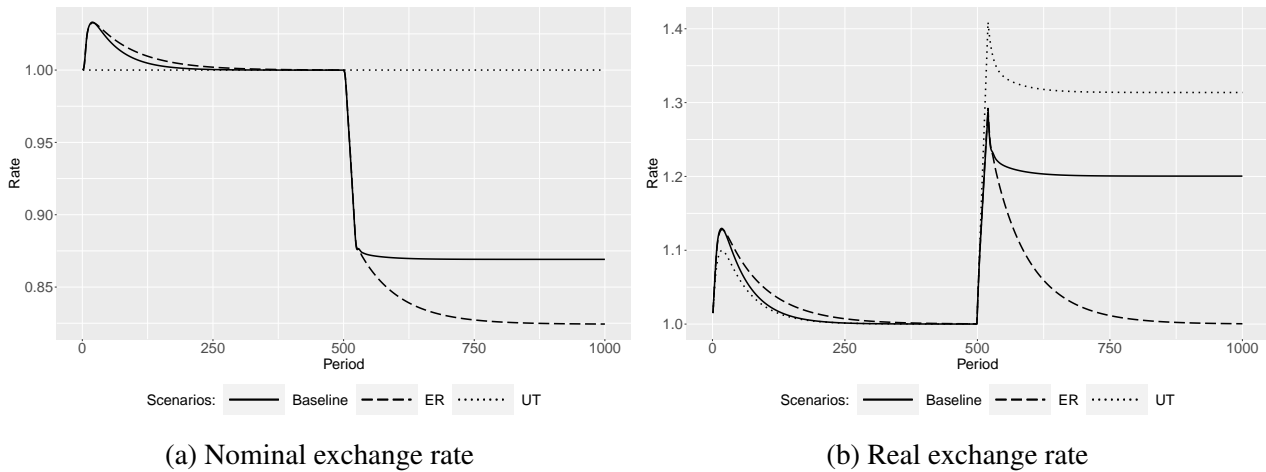 1.00
0.95
0.90
0.85
Rate
0 250 500 750 1000
Period
Scenarios: Baseline ER UT
(a) Nominal exchange rate
1.4
1.3
1.2
1.1
1.0
Rate
0 250 500 750 1000
Period
Scenarios: Baseline ER UT
(b) Real exchange rate